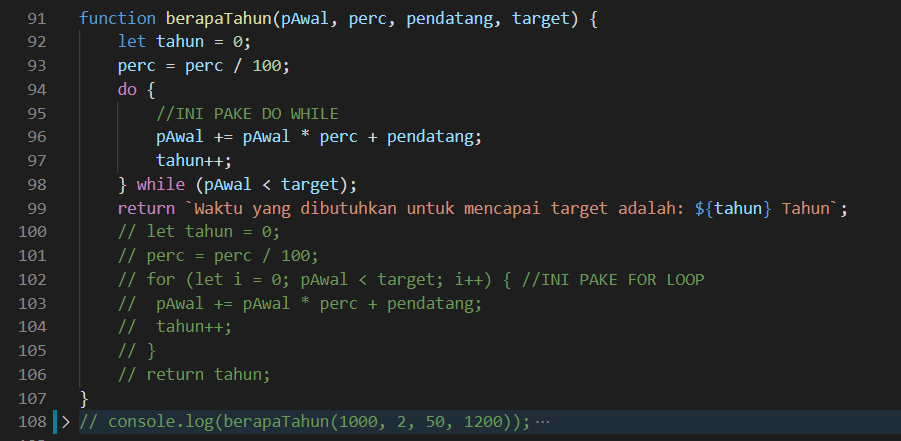 91 function berapaTahun(pAwal, perc, pendatang, target) {
92 let tahun = 0;
93 perc = perc / 100;
94 do {
95 //INI PAKE DO WHILE
96 pAwal += pAwal * perc + pendatang;
97 tahun++;
98 } while (pAwal < target);
99 return `Waktu yang dibutuhkan untuk mencapai target adalah: ${tahun} Tahun`;
100 // let tahun = 0;
101 // perc = perc / 100;
102 // for (let i = 0; pAwal < target; i++) { //INI PAKE FOR LOOP
103 //  pAwal += pAwal * perc + pendatang;
104 //  tahun++;
105 // }
106 // return tahun;
107 }
108 // console.log(berapaTahun(1000, 2, 50, 1200));…